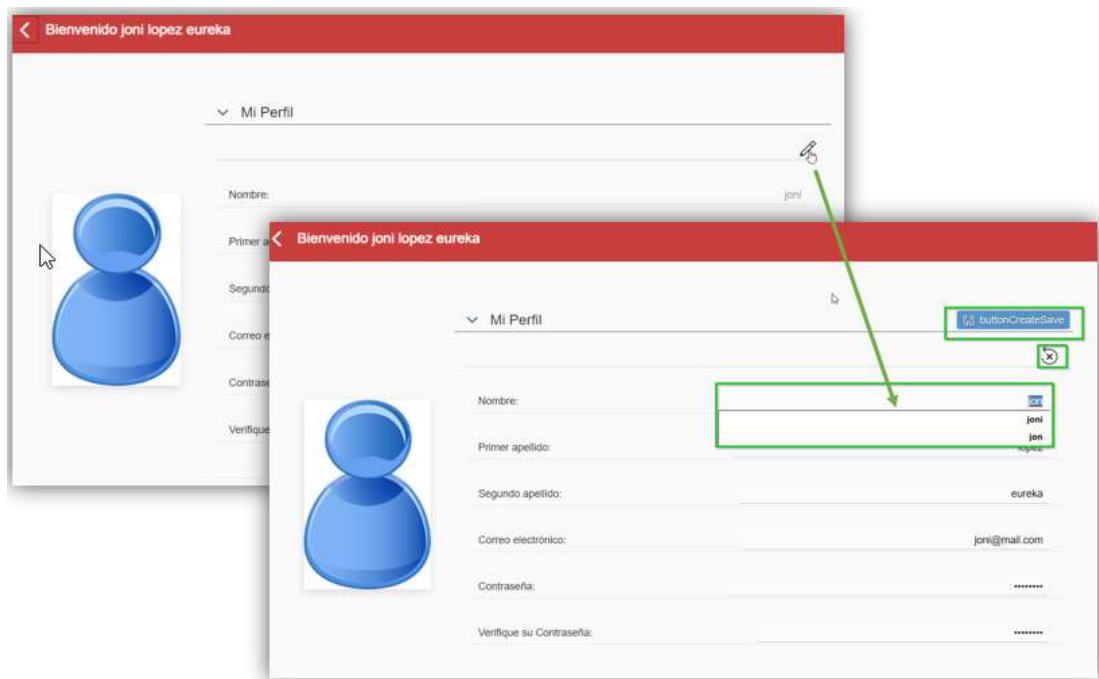 Bienvenido joni lopez eureka
Mi Perfil
Nombre:
joni
Primer a
Segundo
Correo e
Contrase
Verifique
Bienvenido joni lopez eureka
Mi Perfil
buttonCreateSave
Nombre:
joni
joni
jon
Primer apellido:
lopez
Segundo apellido:
eureka
Correo electrónico:
joni@mail.com
Contraseña:
••••••••
Verifique su Contraseña:
••••••••